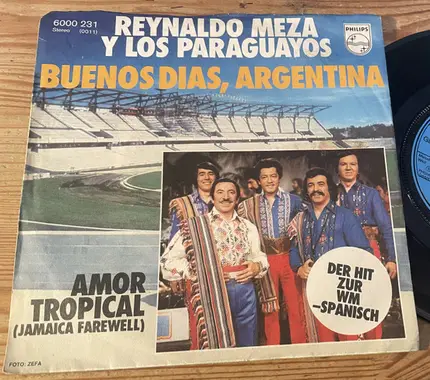 6000 231
Stereo (0011)
REYNALDO MEZA
Y LOS PARAGUAYOS
PHILIPS
BUENOS DIAS, ARGENTINA
AMOR
TROPICAL
(JAMAICA FAREWELL)
DER HIT
ZUR
WM
–SPANISCH
FOTO: ZEFA